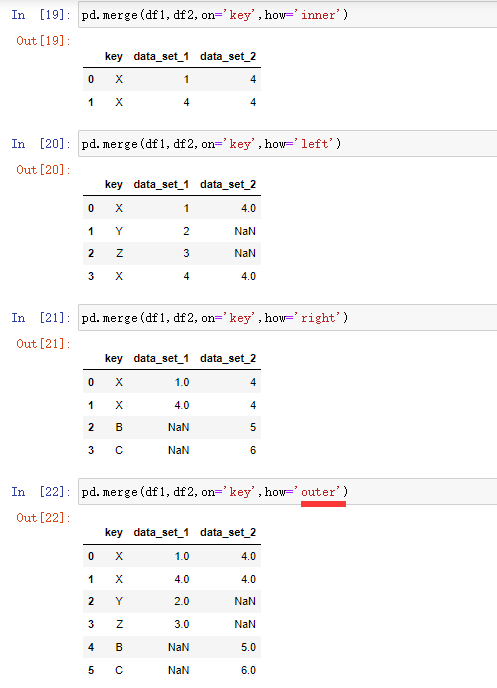 In [19]: pd.merge(df1,df2,on='key',how='inner')
Out[19]:
key data_set_1 data_set_2
0 X 1 4
1 X 4 4
In [20]: pd.merge(df1,df2,on='key',how='left')
Out[20]:
key data_set_1 data_set_2
0 X 1 4.0
1 Y 2 NaN
2 Z 3 NaN
3 X 4 4.0
In [21]: pd.merge(df1,df2,on='key',how='right')
Out[21]:
key data_set_1 data_set_2
0 X 1.0 4
1 X 4.0 4
2 B NaN 5
3 C NaN 6
In [22]: pd.merge(df1,df2,on='key',how='outer')
Out[22]:
key data_set_1 data_set_2
0 X 1.0 4.0
1 X 4.0 4.0
2 Y 2.0 NaN
3 Z 3.0 NaN
4 B NaN 5.0
5 C NaN 6.0